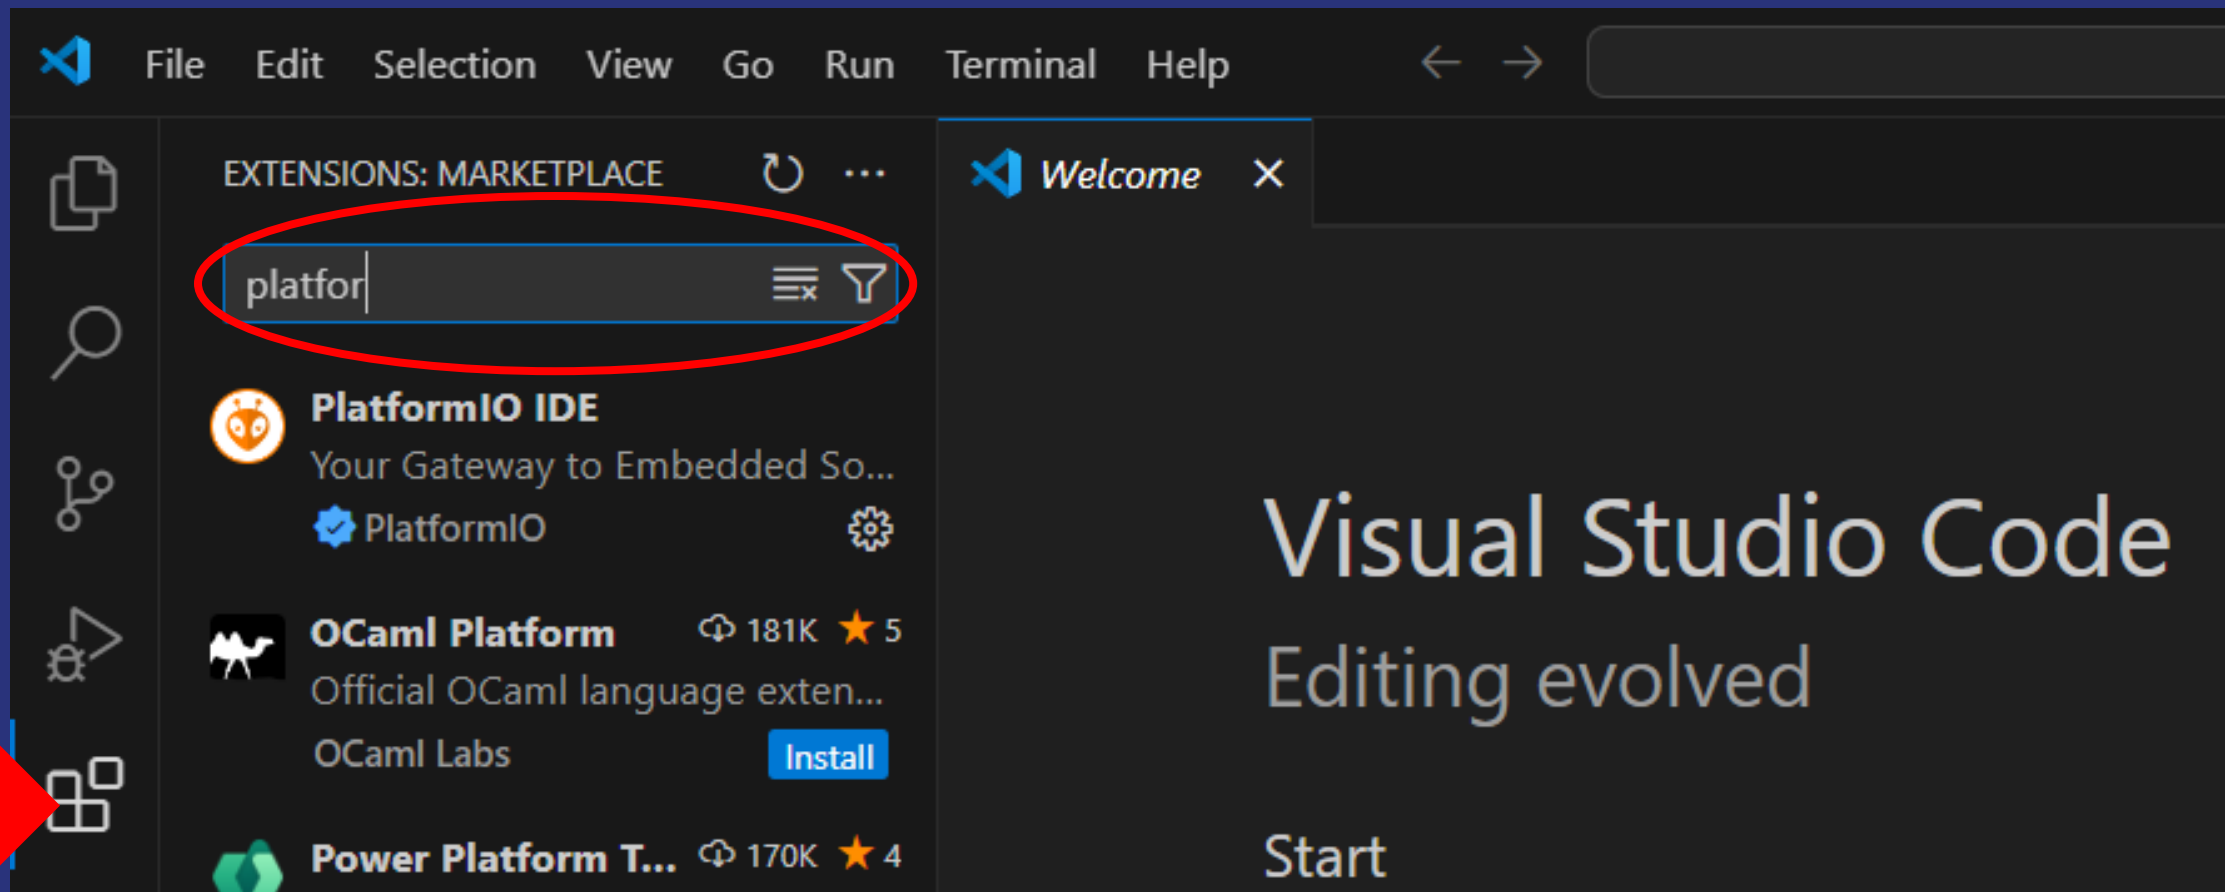 File Edit Selection View Go Run Terminal Help
EXTENSIONS: MARKETPLACE
Welcome
platfor
PlatformIO IDE
Your Gateway to Embedded So...
PlatformIO
OCaml Platform 181K 5
Official OCaml language exten...
OCaml Labs Install
Power Platform T... 170K 4
Visual Studio Code
Editing evolved
Start